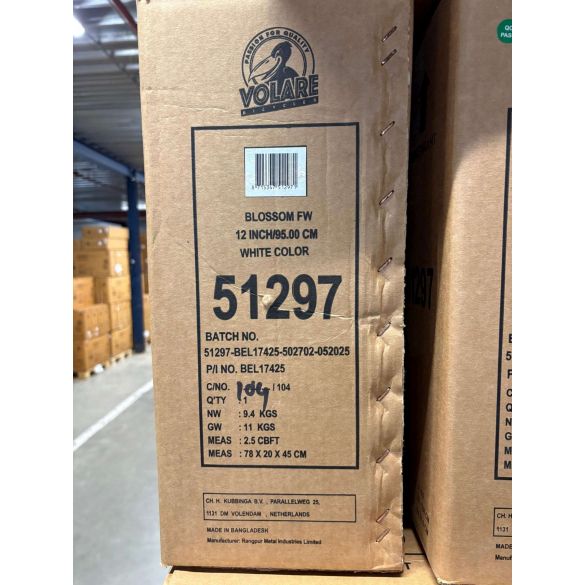 PASSION FOR QUALITY
VOLARE
BICYCLES
BLOSSOM FW
12 INCH/95.00 CM
WHITE COLOR
51297
BATCH NO.
51297-BEL17425-502702-052025
P/I NO. BEL17425
C/NO. : 104 / 104
Q'TY : 1
NW : 9.4 KGS
GW : 11 KGS
MEAS : 2.5 CBFT
MEAS : 78 X 20 X 45 CM
CH. H. KUBBINGA B.V. , PARALLELWEG 25,
1131 DM VOLENDAM , NETHERLANDS
MADE IN BANGLADESH
Manufacturer: Rangpur Metal Industries Limited
QC